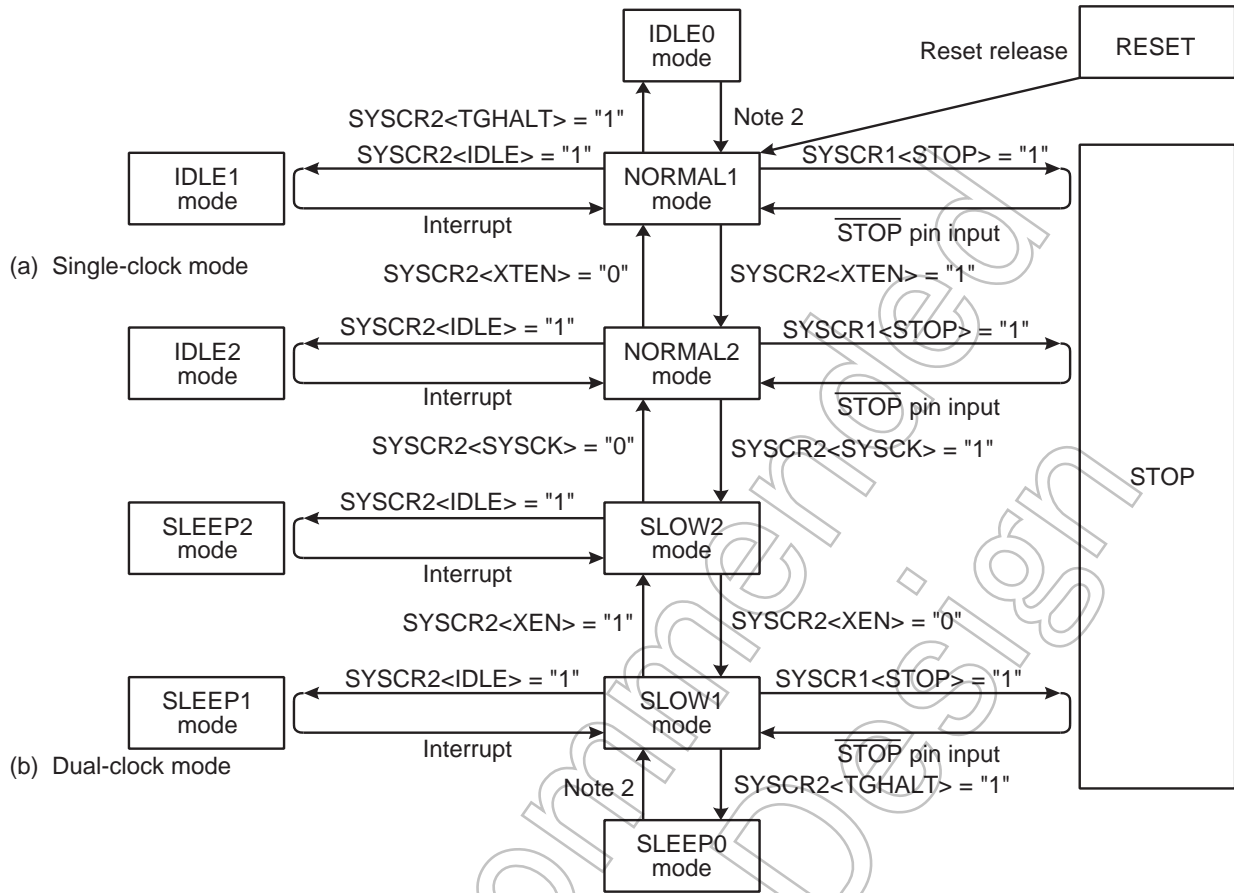 IDLE0
mode
Reset release
RESET
SYSCR2<TGHALT> = "1"
Note 2
SYSCR2<IDLE> = "1"
SYSCR1<STOP> = "1"
IDLE1
mode
NORMAL1
mode
Interrupt
STOP pin input
(a) Single-clock mode
SYSCR2<XTEN> = "0"
SYSCR2<XTEN> = "1"
SYSCR2<IDLE> = "1"
SYSCR1<STOP> = "1"
IDLE2
mode
NORMAL2
mode
Interrupt
STOP pin input
SYSCR2<SYSCK> = "0"
SYSCR2<SYSCK> = "1"
STOP
SYSCR2<IDLE> = "1"
SLEEP2
mode
SLOW2
mode
Interrupt
SYSCR2<XEN> = "1"
SYSCR2<XEN> = "0"
SYSCR2<IDLE> = "1"
SYSCR1<STOP> = "1"
SLEEP1
mode
SLOW1
mode
Interrupt
STOP pin input
(b) Dual-clock mode
Note 2
SYSCR2<TGHALT> = "1"
SLEEP0
mode
ommended
Design